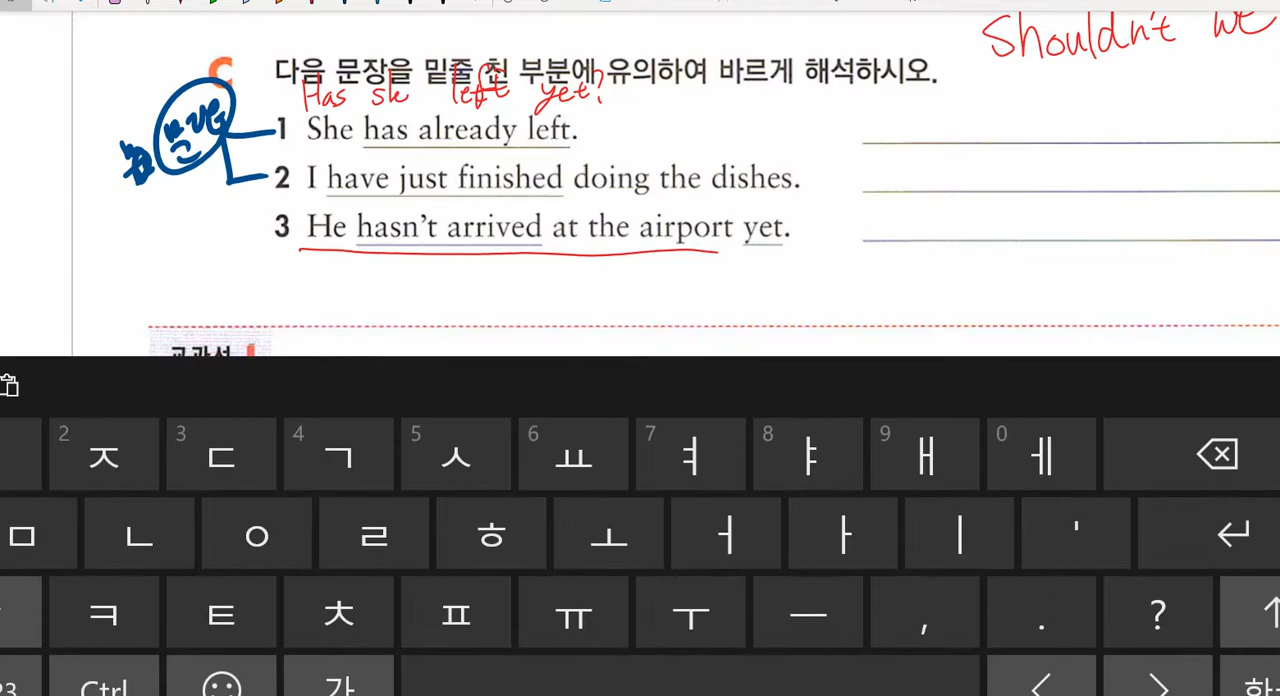 Shouldn't we
C 다음 문장을 밑줄 친 부분에 유의하여 바르게 해석하시오.
Has sh left yet?
1 She has already left.
2 I have just finished doing the dishes.
3 He hasn't arrived at the airport yet.
2 ㅈ 3 ㄷ 4 ㄱ 5 ㅅ 6 ㅛ 7 ㅕ 8 ㅑ 9 ㅐ 0 ㅔ
ㅁ ㄴ ㅇ ㄹ ㅎ ㅗ ㅓ ㅏ ㅣ '
ㅋ ㅌ ㅊ ㅍ ㅠ ㅜ ㅡ , . ?
Ctrl 가 < >